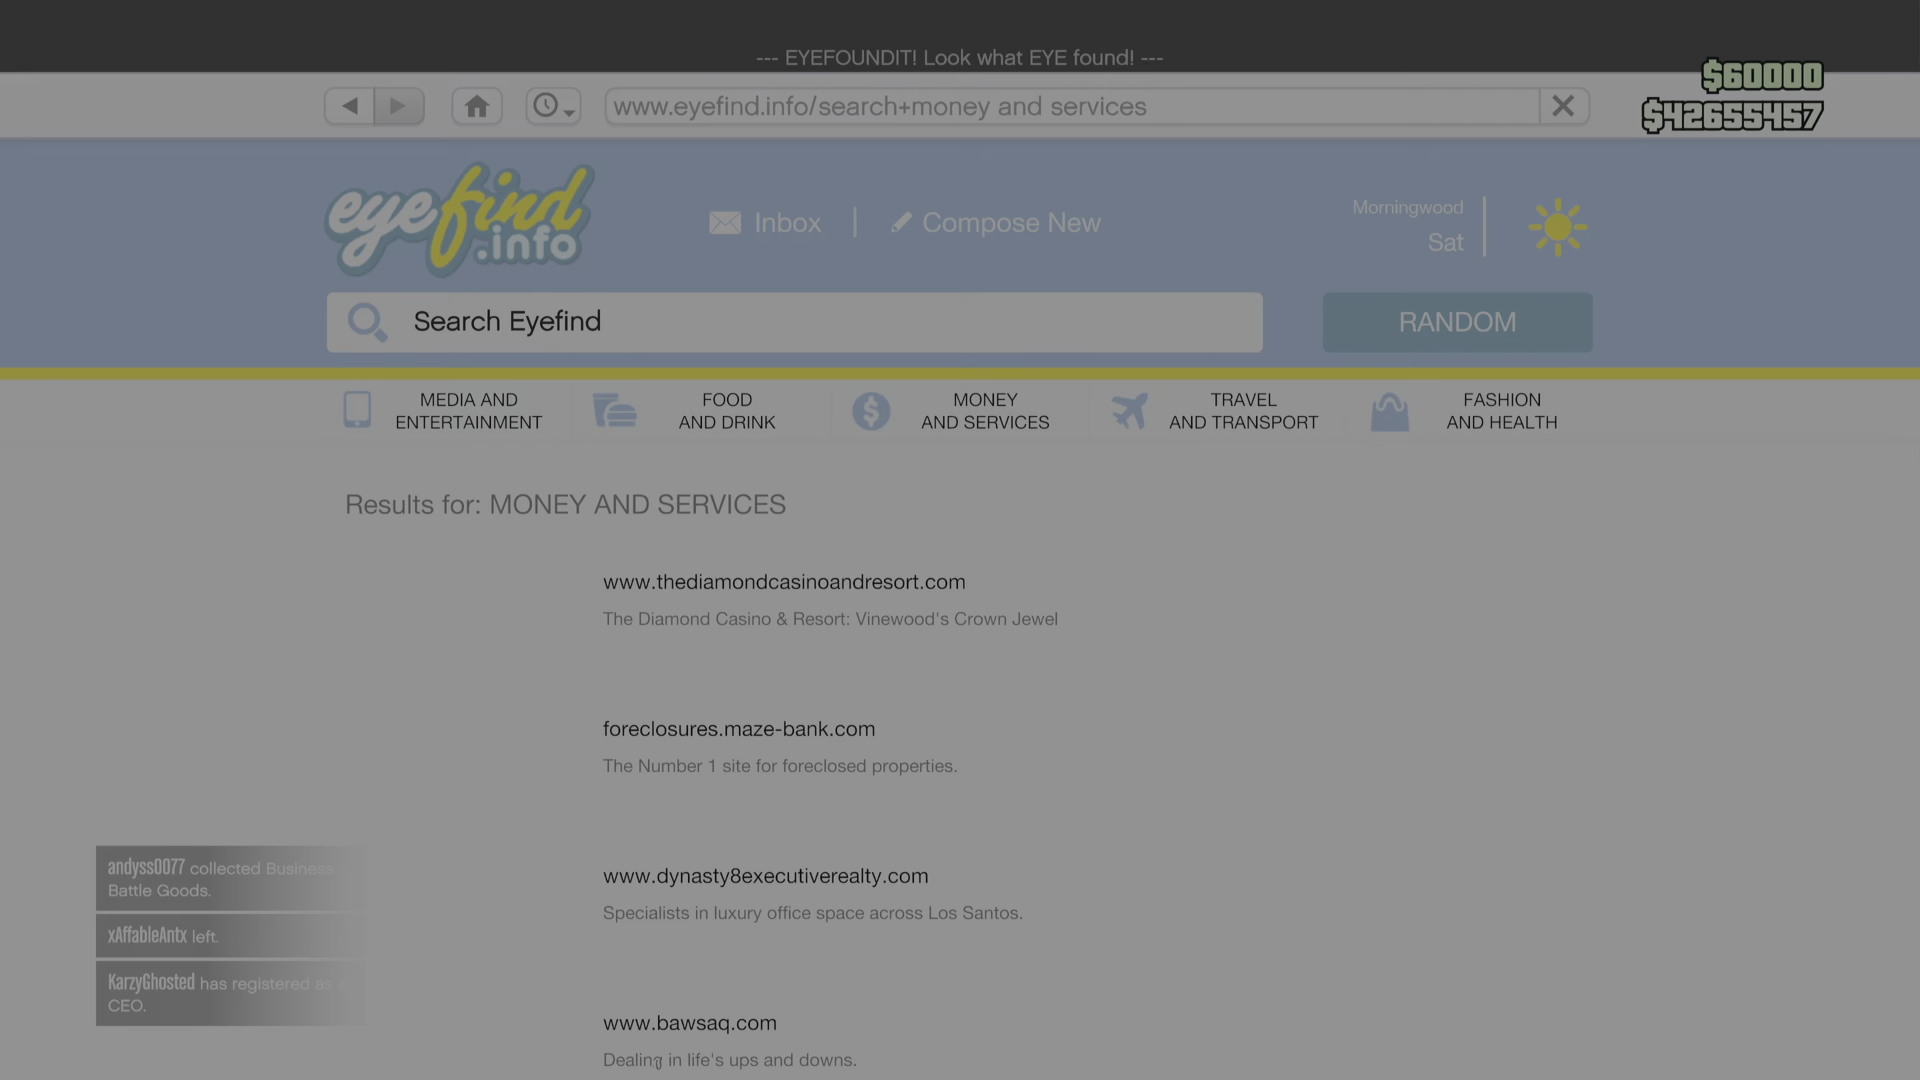 --- EYEFOUNDIT! Look what EYE found! ---
$60000
www.eyefind.info/search+money and services
$42655457
eyefind
.info
Inbox
Compose New
Morningwood
Sat
Search Eyefind
RANDOM
MEDIA AND
ENTERTAINMENT
FOOD
AND DRINK
MONEY
AND SERVICES
TRAVEL
AND TRANSPORT
FASHION
AND HEALTH
Results for: MONEY AND SERVICES
www.thediamondcasinoandresort.com
The Diamond Casino & Resort: Vinewood's Crown Jewel
foreclosures.maze-bank.com
The Number 1 site for foreclosed properties.
www.dynasty8executiverealty.com
Specialists in luxury office space across Los Santos.
www.bawsaq.com
Dealing in life's ups and downs.
andyss0077 collected Business
Battle Goods.
xAffableAntx left.
KarzyGhosted has registered as a
CEO.